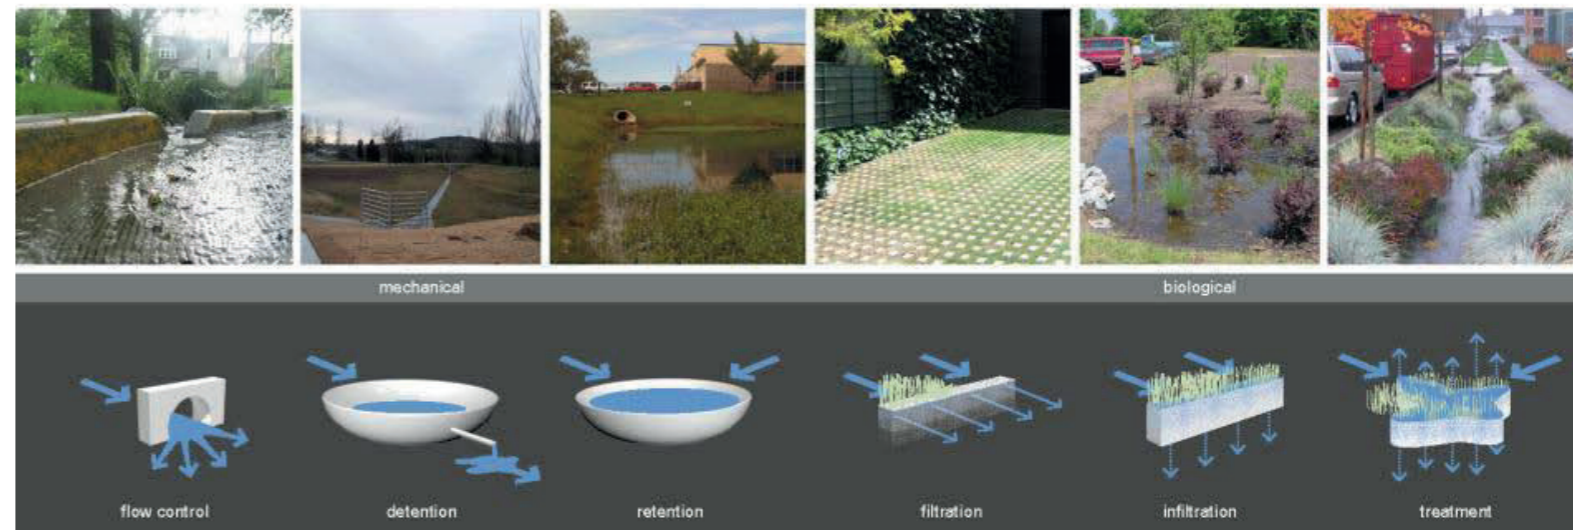 mechanical
biological
flow control
detention
retention
filtration
infiltration
treatment